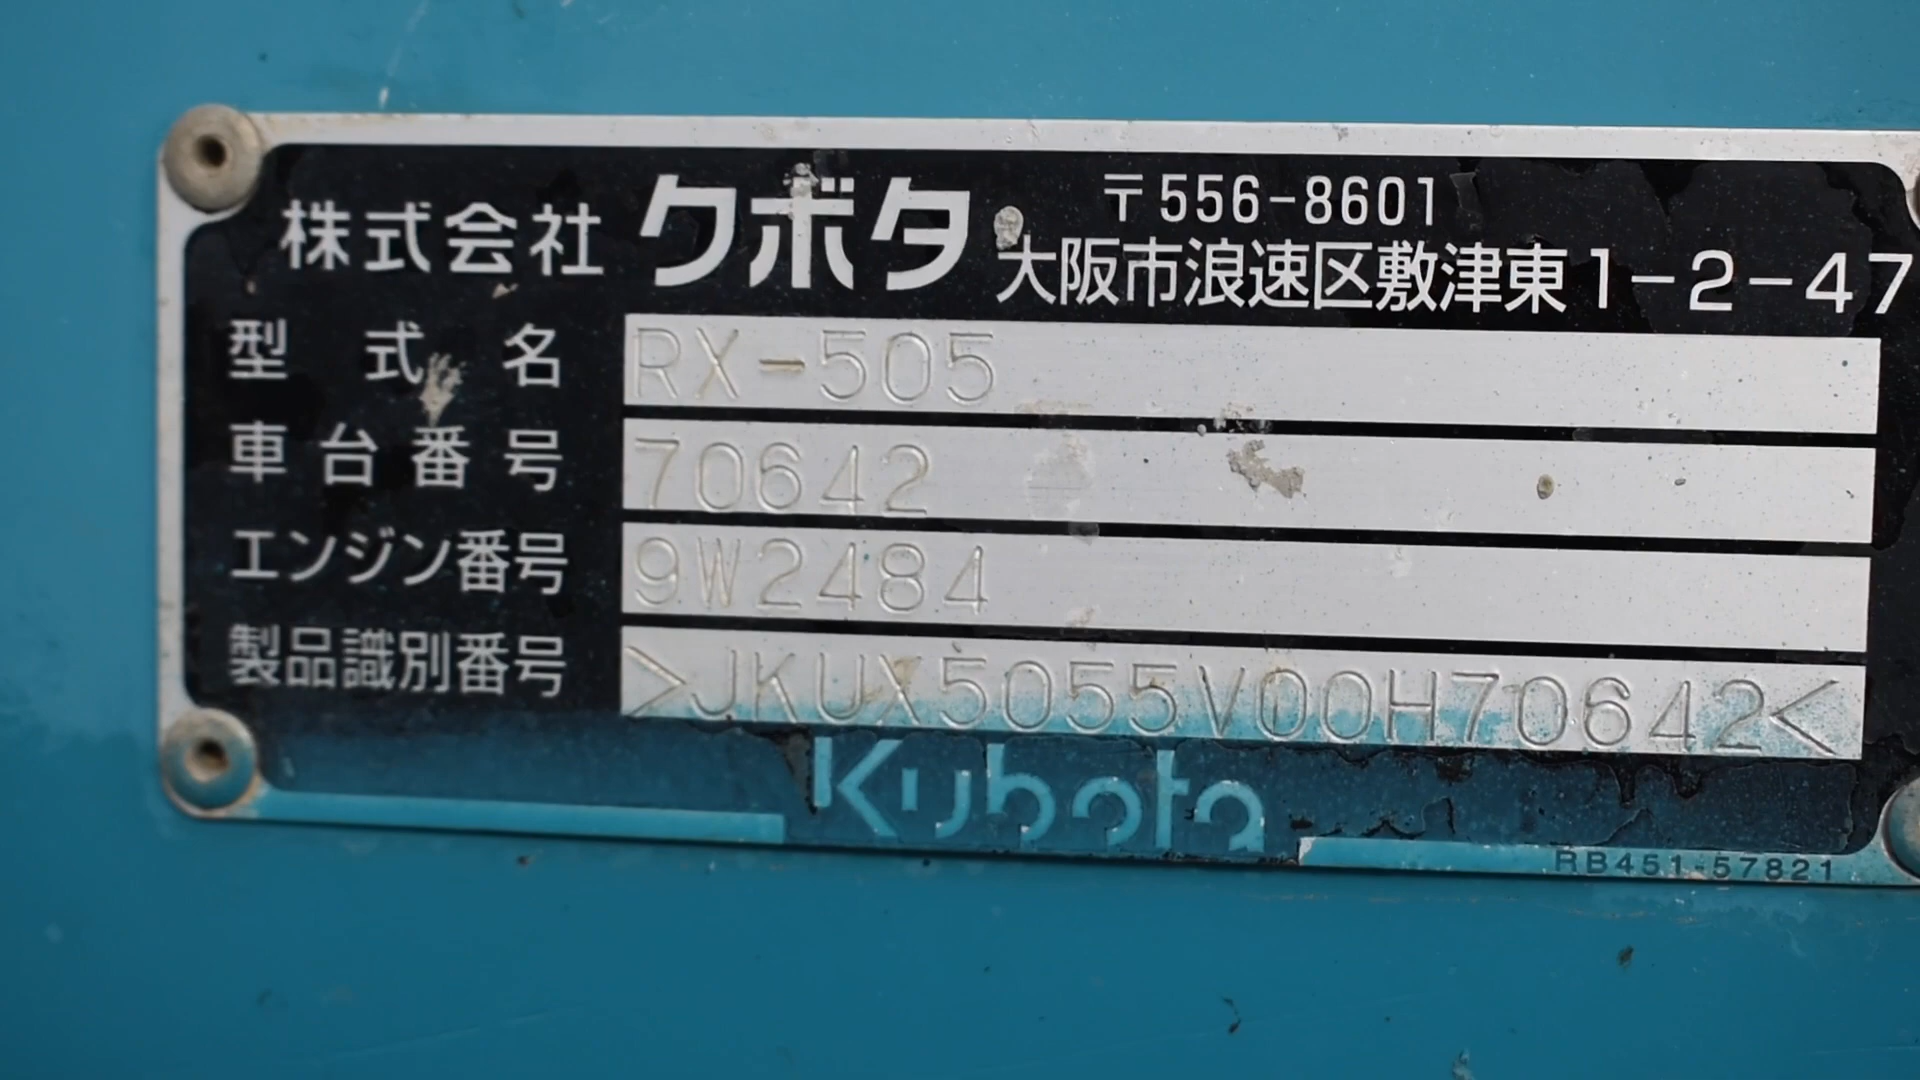 株式会社 クボタ 〒556-8601
大阪市浪速区敷津東1-2-47
型式名 RX-505
車台番号 70642
エンジン番号 9W2484
製品識別番号 >JKUX5055V00H70642<
Kubota
RB451-57821